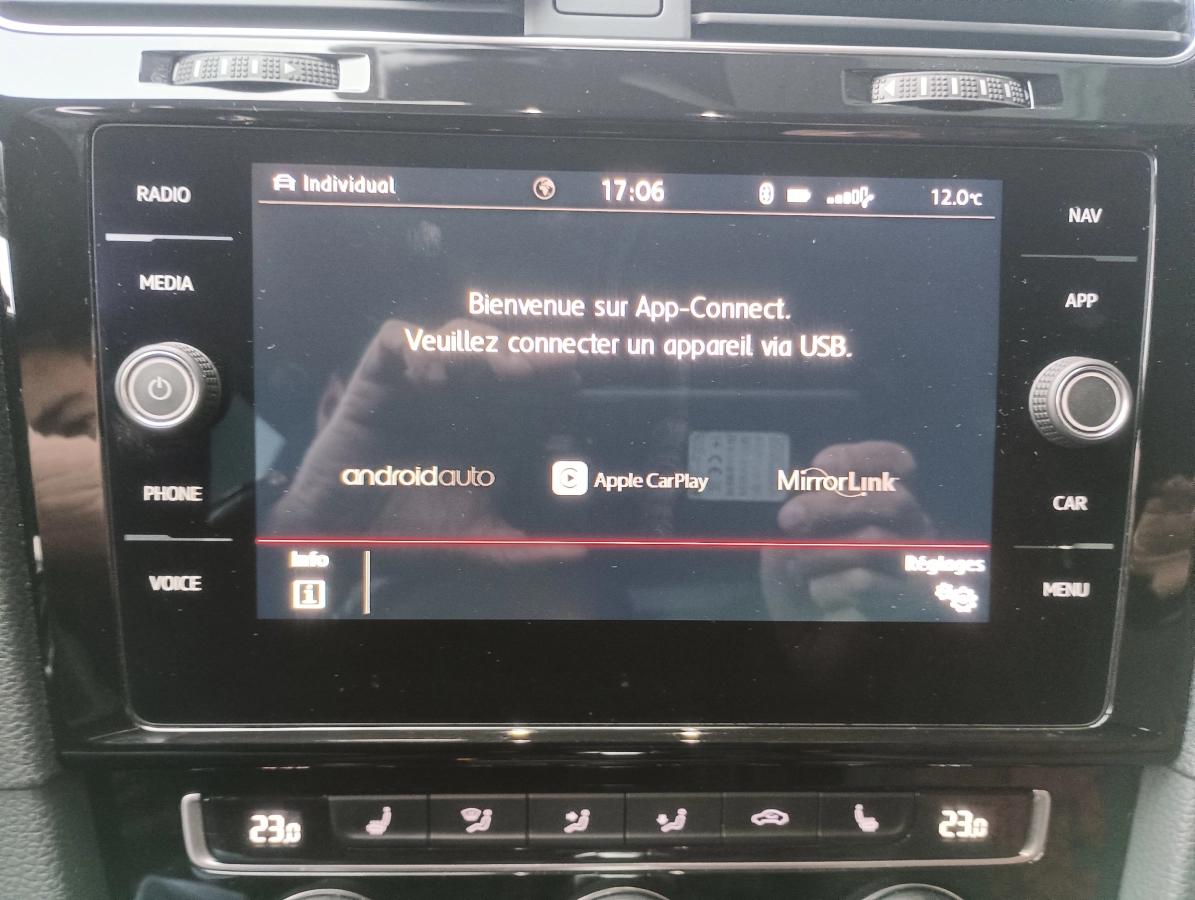 RADIO
MEDIA
PHONE
VOICE
Individual
17:06
12.0°C
Bienvenue sur App-Connect.
Veuillez connecter un appareil via USB.
androidauto
Apple CarPlay
MirrorLink
Info
i
Réglages
NAV
APP
CAR
MENU
23.0
23.0